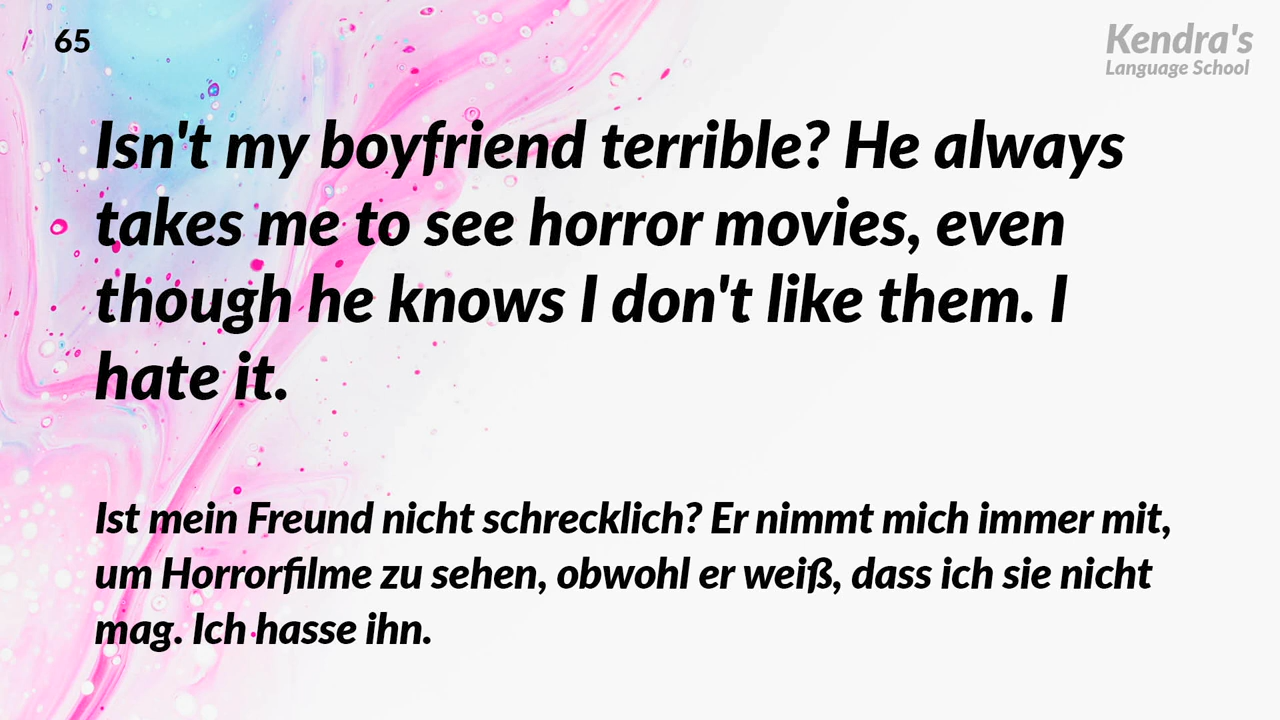 65
Kendra's
Language School
Isn't my boyfriend terrible? He always
takes me to see horror movies, even
though he knows I don't like them. I
hate it.
Ist mein Freund nicht schrecklich? Er nimmt mich immer mit,
um Horrorfilme zu sehen, obwohl er weiß, dass ich sie nicht
mag. Ich hasse ihn.